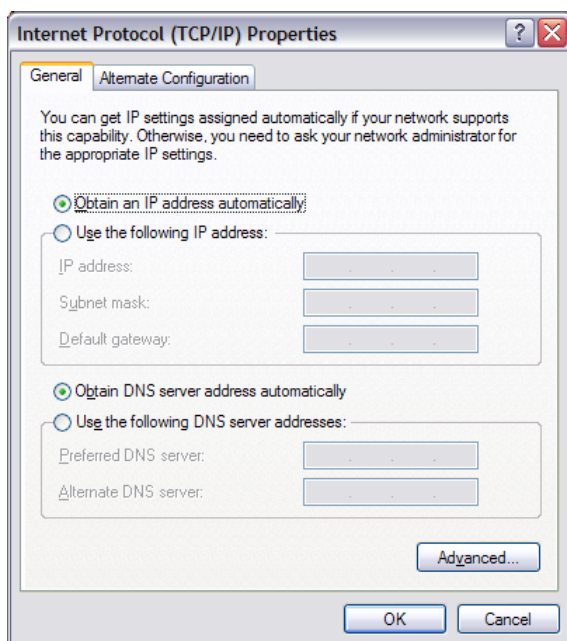 Internet Protocol (TCP/IP) Properties
General
Alternate Configuration
You can get IP settings assigned automatically if your network supports
this capability. Otherwise, you need to ask your network administrator for
the appropriate IP settings.
Obtain an IP address automatically
Use the following IP address:
IP address:
Subnet mask:
Default gateway:
Obtain DNS server address automatically
Use the following DNS server addresses:
Preferred DNS server:
Alternate DNS server:
Advanced...
OK
Cancel